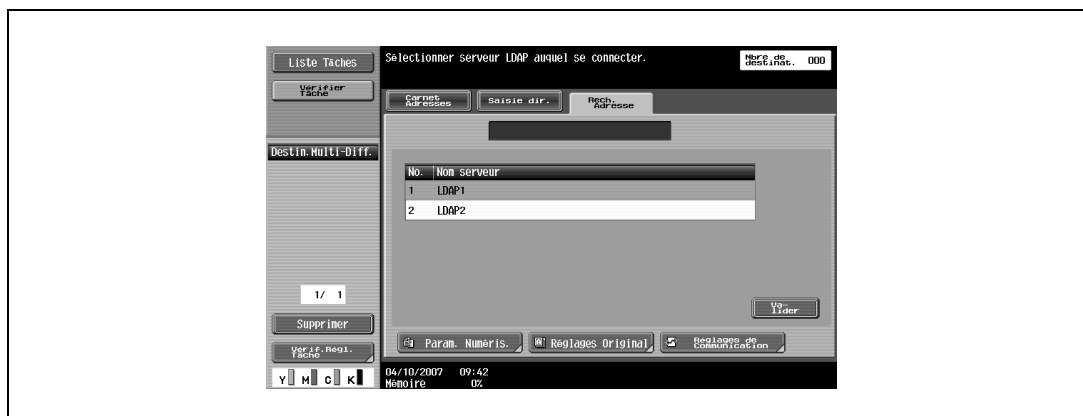 Liste Tâches
Sélectionner serveur LDAP auquel se connecter.
Nbre de
destinat.
000
Vérifier
Tâche
Carnet
Adresses
Saisie dir.
Rech.
Adresse
Destin.Multi-Diff.
No.
Nom serveur
1
LDAP1
2
LDAP2
1/ 1
Va-
lider
Supprimer
Param. Numéris.
Réglages Original
Réglages de
Communication
Vérif.Régl.
Tâche
Y M C K
04/10/2007 09:42
Mémoire 0%